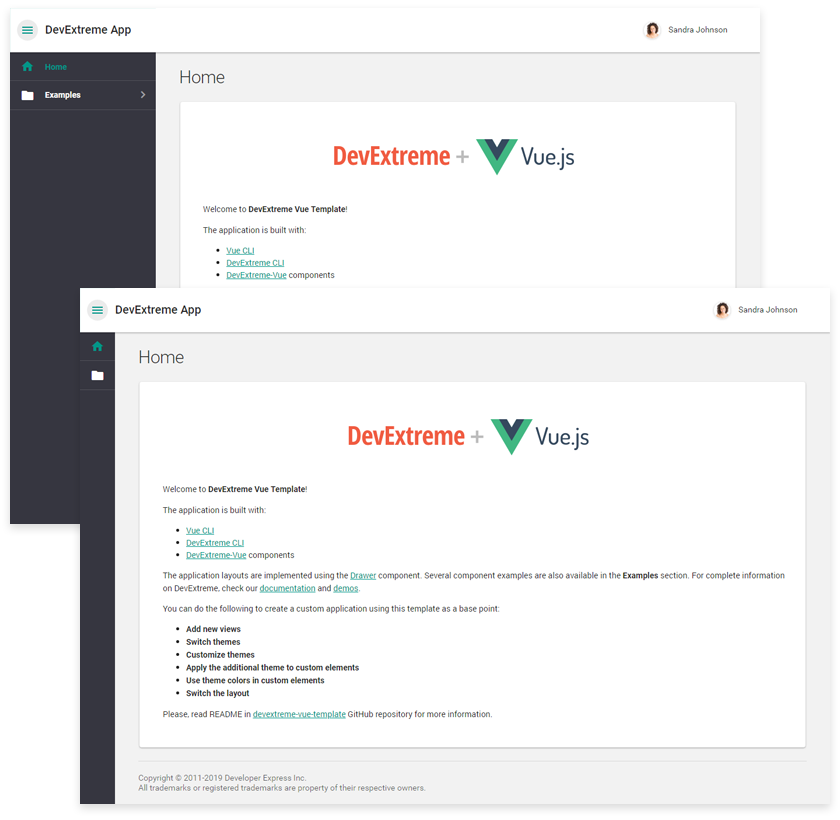 DevExtreme App
Sandra Johnson
Home
Examples
Home
DevExtreme + Vue.js
Welcome to DevExtreme Vue Template!
The application is built with:
Vue CLI
DevExtreme CLI
DevExtreme-Vue components
DevExtreme App
Sandra Johnson
Home
DevExtreme + Vue.js
Welcome to DevExtreme Vue Template!
The application is built with:
Vue CLI
DevExtreme CLI
DevExtreme-Vue components
The application layouts are implemented using the Drawer component. Several component examples are also available in the Examples section. For complete information
on DevExtreme, check our documentation and demos.
You can do the following to create a custom application using this template as a base point:
Add new views
Switch themes
Customize themes
Apply the additional theme to custom elements
Use theme colors in custom elements
Switch the layout
Please, read README in devextreme-vue-template GitHub repository for more information.
Copyright © 2011-2019 Developer Express Inc.
All trademarks or registered trademarks are property of their respective owners.